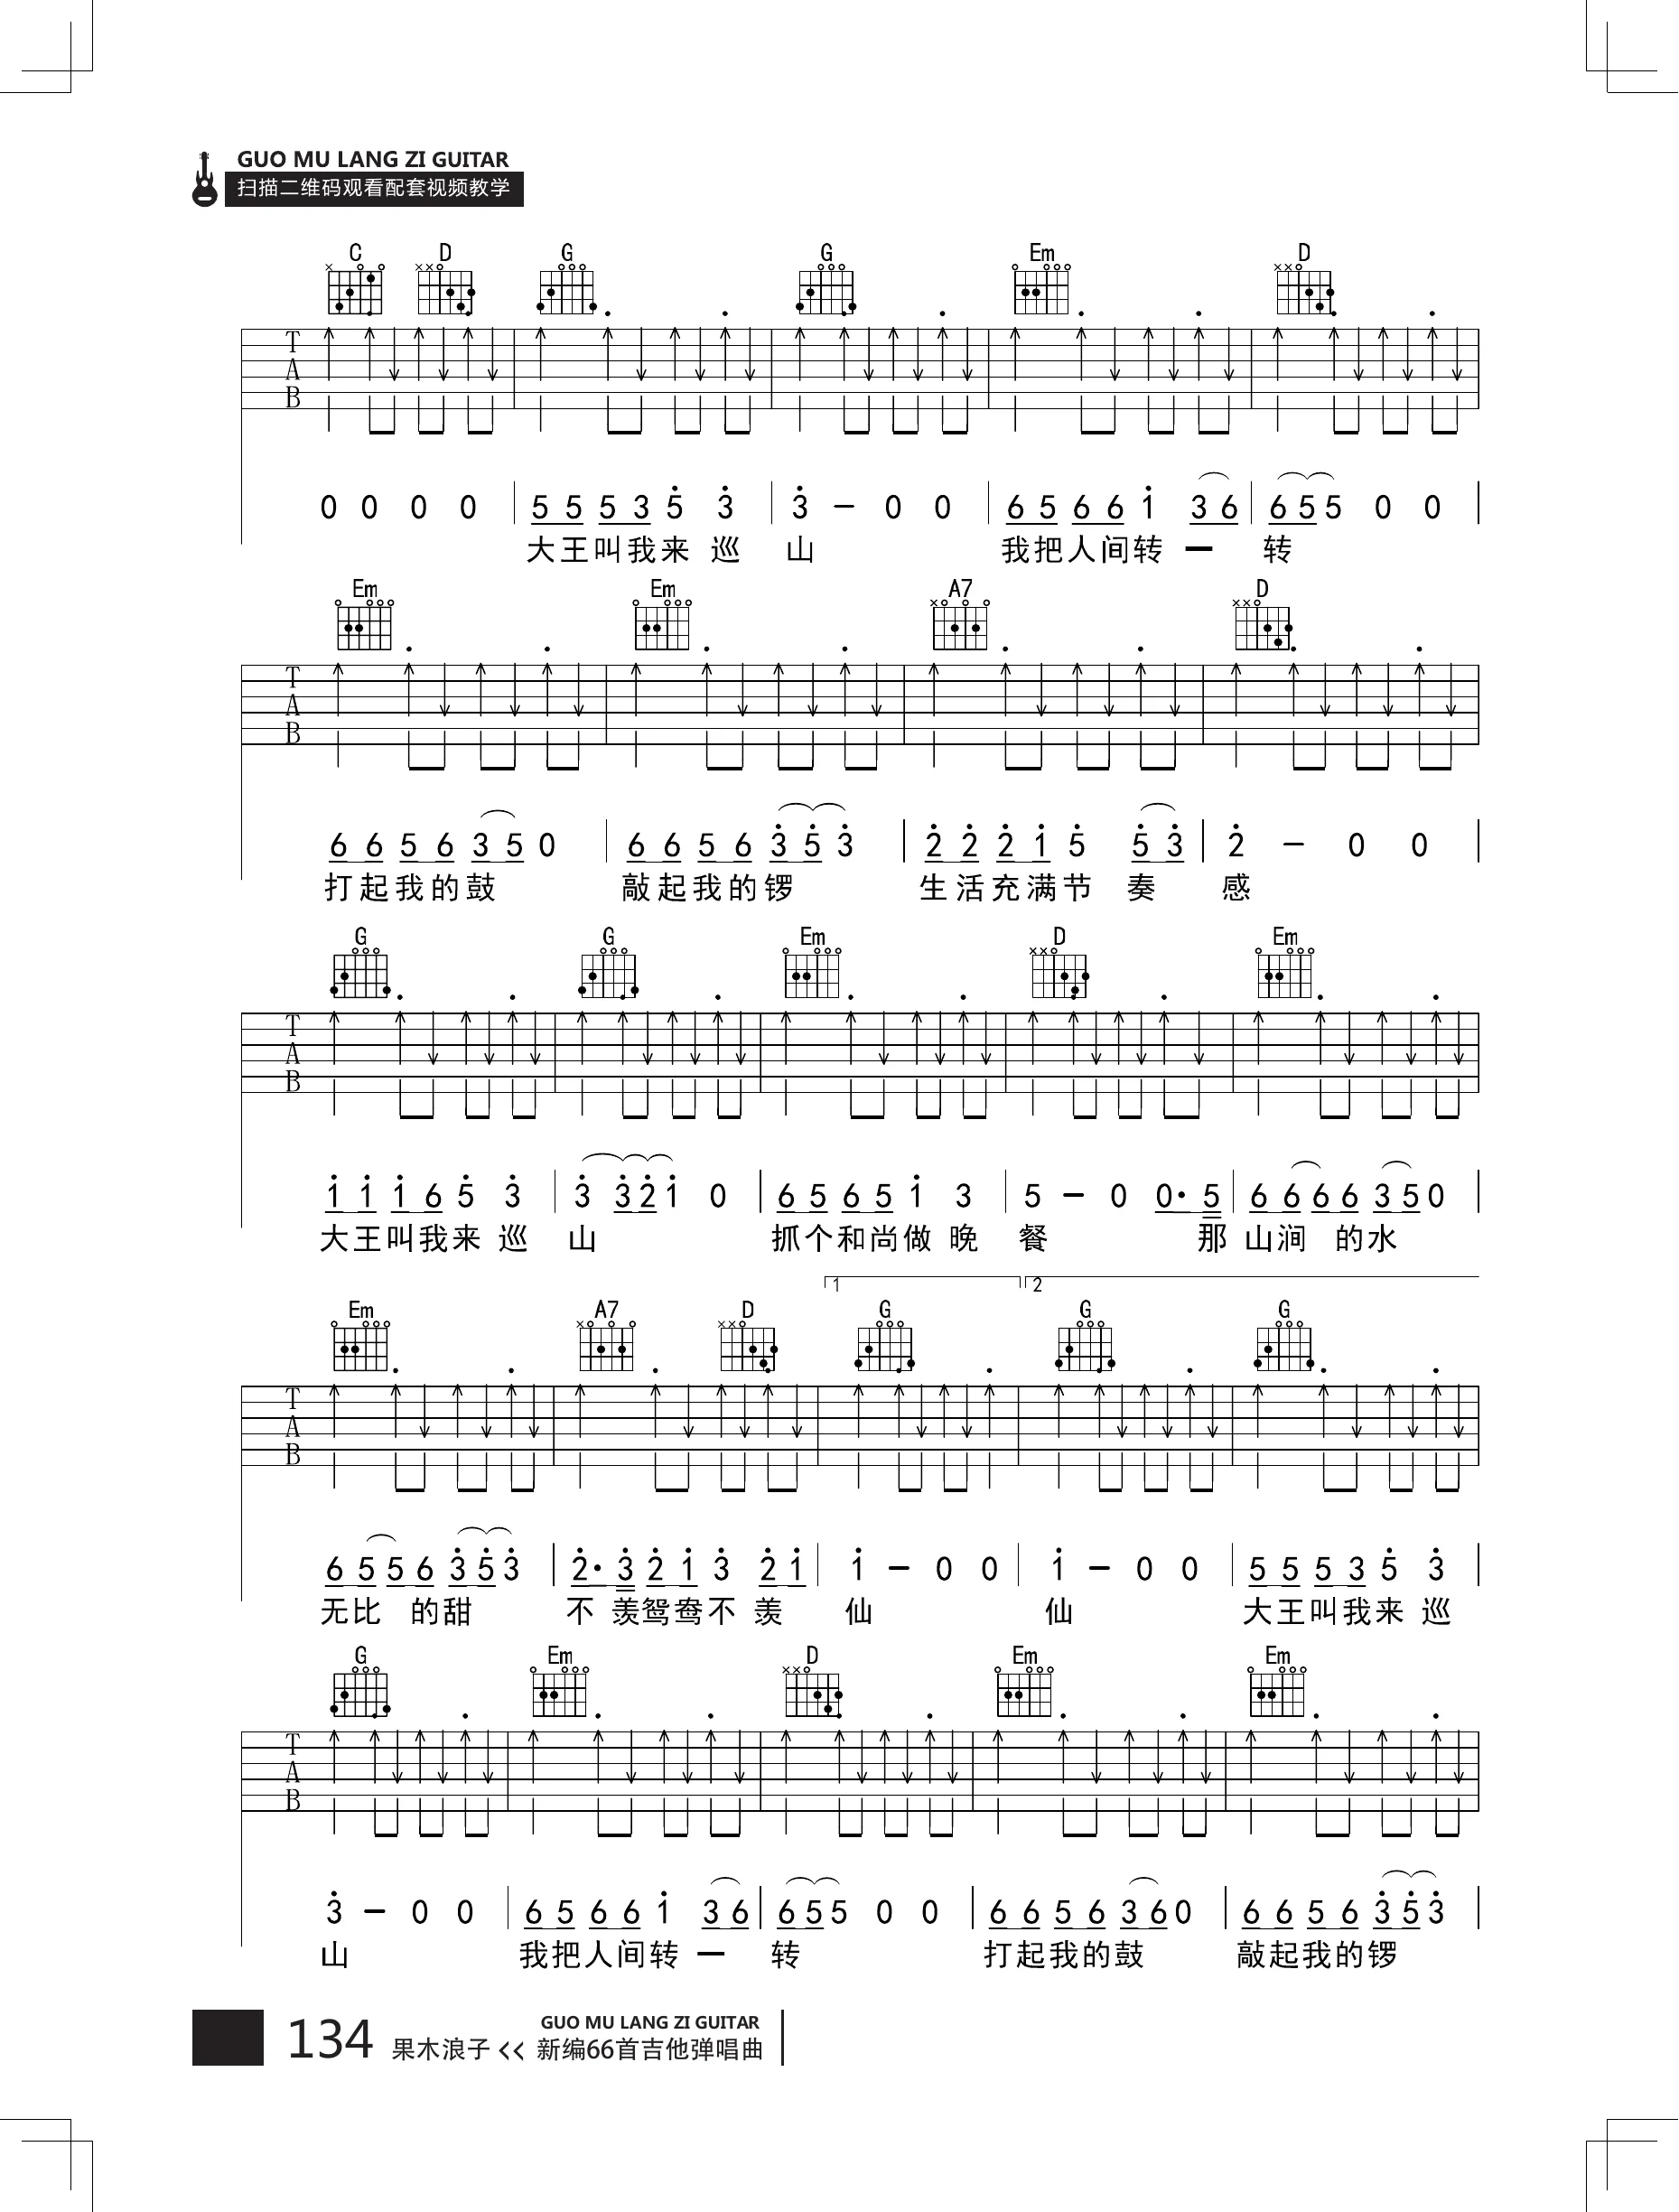 GUO MU LANG ZI GUITAR
扫描二维码观看配套视频教学
C D G G Em D
T
A
B
0 0 0 0 5 5 5 3 5 3 3 – 0 0 6 5 6 6 1 3 6 6 5 5 0 0
大王叫我来 巡 山 我把人间转 一 转
Em Em A7 D
T
A
B
6 6 5 6 3 5 0 6 6 5 6 3 5 3 2 2 2 1 5 5 3 2 – 0 0
打起我的鼓 敲起我的锣 生活充满节 奏 感
G G Em D Em
T
A
B
1 1 1 6 5 3 3 3 2 1 0 6 5 6 5 1 3 5 – 0 0· 5 6 6 6 6 3 5 0
大王叫我来 巡 山 抓个和尚做 晚 餐 那 山涧 的水
1 2
Em A7 D G G G
T
A
B
6 5 5 6 3 5 3 2· 3 2 1 3 2 1 1 – 0 0 1 – 0 0 5 5 5 3 5 3
无比 的甜 不 羡鸳鸯不 羡 仙 仙 大王叫我来 巡
G Em D Em Em
T
A
B
3 – 0 0 6 5 6 6 1 3 6 6 5 5 0 0 6 6 5 6 3 6 0 6 6 5 6 3 5 3
山 我把人间转 一 转 打起我的鼓 敲起我的锣
GUO MU LANG ZI GUITAR
134 果木浪子 << 新编66首吉他弹唱曲